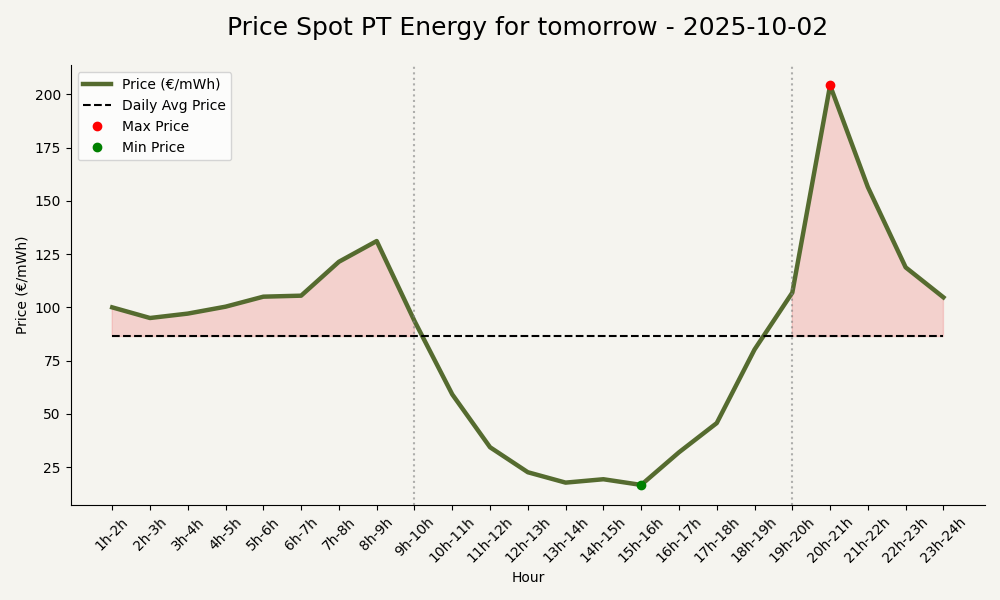 Price Spot PT Energy for tomorrow - 2025-10-02
Price (€/mWh)
Daily Avg Price
Max Price
Min Price
Price (€/mWh)
200
175
150
125
100
75
50
25
1h-2h
2h-3h
3h-4h
4h-5h
5h-6h
6h-7h
7h-8h
8h-9h
9h-10h
10h-11h
11h-12h
12h-13h
13h-14h
14h-15h
15h-16h
16h-17h
17h-18h
18h-19h
19h-20h
20h-21h
21h-22h
22h-23h
23h-24h
Hour